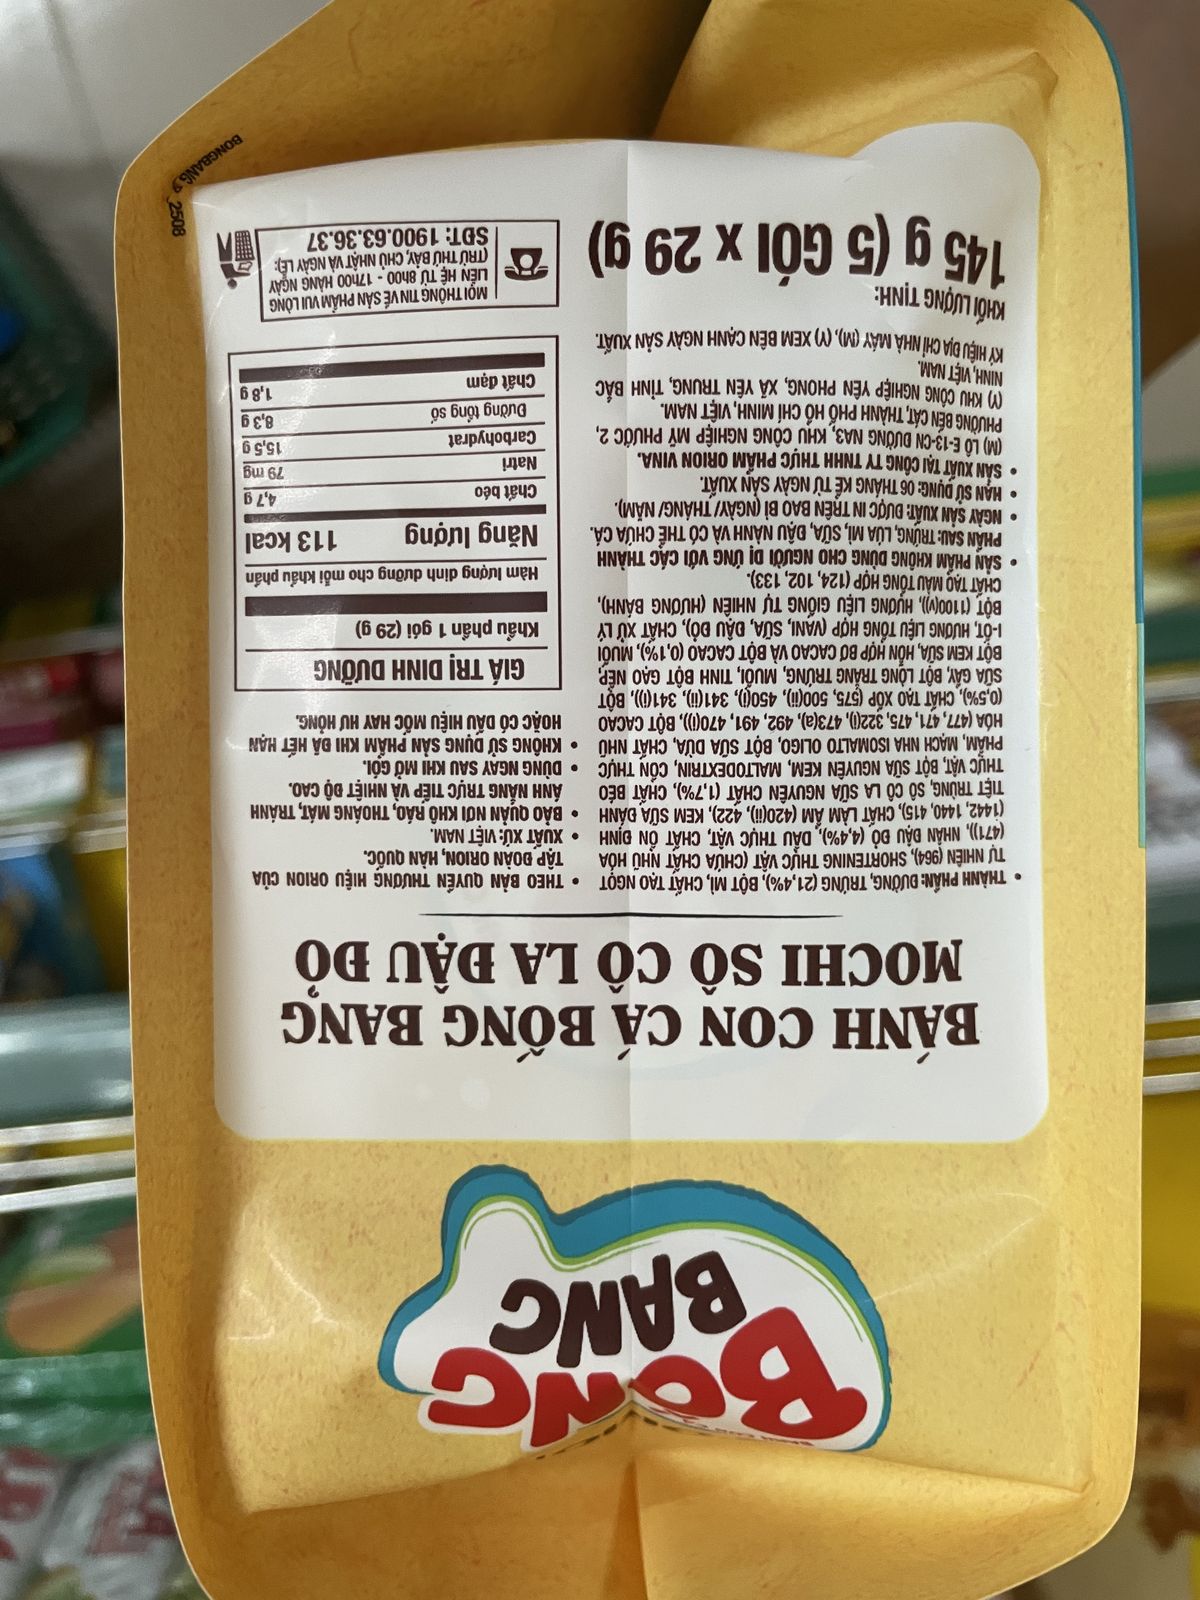 BONG
BANG
BÁNH CON CÁ BỐNG BANG
MOCHI SÔ CÔ LA ĐẬU ĐỎ
• THÀNH PHẦN: ĐƯỜNG, TRỨNG (21,4%), BỘT MÌ, CHẤT TẠO NGỌT
TỰ NHIÊN (964), SHORTENING THỰC VẬT (CHỨA CHẤT NHŨ HÓA
(471)), NHÂN ĐẬU ĐỎ (4,4%), DẦU THỰC VẬT, CHẤT ỔN ĐỊNH
(1442, 1440, 415), CHẤT LÀM ẨM (420(ii), 422), KEM SỮA ĐÁNH
TIỆT TRÙNG, SÔ CÔ LA SỮA NGUYÊN CHẤT (1,7%), CHẤT BÉO
THỰC VẬT, BỘT SỮA NGUYÊN KEM, MALTODEXTRIN, CỒN THỰC
PHẨM, MẠCH NHA ISOMALTO OLIGO, BỘT SỮA DỪA, CHẤT NHŨ
HÓA (477, 471, 475, 322(i), 473(a), 492, 491, 470(i)), BỘT CACAO
(0,5%), CHẤT TẠO XỐP (575, 500(ii), 450(i), 341(ii), 341(i)), BỘT
SỮA GẦY, BỘT LÒNG TRẮNG TRỨNG, MUỐI, TINH BỘT GẠO NẾP,
BỘT KEM SỮA, HỖN HỢP BƠ CACAO VÀ BỘT CACAO (0,1%), MUỐI
I-ỐT, HƯƠNG LIỆU TỔNG HỢP (VANI, SỮA, ĐẬU ĐỎ), CHẤT XỬ LÝ
BỘT (1100(v)), HƯƠNG LIỆU GIỐNG TỰ NHIÊN (HƯƠNG BÁNH),
CHẤT TẠO MÀU TỔNG HỢP (124, 102, 133).
• SẢN PHẨM KHÔNG DÙNG CHO NGƯỜI DỊ ỨNG VỚI CÁC THÀNH
PHẦN SAU: TRỨNG, LÚA MÌ, SỮA, ĐẬU NÀNH VÀ CÓ THỂ CHỨA CÁ.
• NGÀY SẢN XUẤT: ĐƯỢC IN TRÊN BAO BÌ (NGÀY/ THÁNG/ NĂM).
• HẠN SỬ DỤNG: 06 THÁNG KỂ TỪ NGÀY SẢN XUẤT.
• SẢN XUẤT TẠI CÔNG TY TNHH THỰC PHẨM ORION VINA.
(M) LÔ E-13-CN ĐƯỜNG NA3, KHU CÔNG NGHIỆP MỸ PHƯỚC 2,
PHƯỜNG BẾN CÁT, THÀNH PHỐ HỒ CHÍ MINH, VIỆT NAM.
(Y) KHU CÔNG NGHIỆP YÊN PHONG, XÃ YÊN TRUNG, TỈNH BẮC
NINH, VIỆT NAM.
KÝ HIỆU ĐỊA CHỈ NHÀ MÁY (M), (Y) XEM BÊN CẠNH NGÀY SẢN XUẤT.
KHỐI LƯỢNG TỊNH:
145 g (5 GÓI x 29 g)
• THEO BẢN QUYỀN THƯƠNG HIỆU ORION CỦA
TẬP ĐOÀN ORION, HÀN QUỐC.
• XUẤT XỨ: VIỆT NAM.
• BẢO QUẢN NƠI KHÔ RÁO, THOÁNG MÁT, TRÁNH
ÁNH NẮNG TRỰC TIẾP VÀ NHIỆT ĐỘ CAO.
• DÙNG NGAY SAU KHI MỞ GÓI.
• KHÔNG SỬ DỤNG SẢN PHẨM KHI ĐÃ HẾT HẠN
HOẶC CÓ DẤU HIỆU MỐC HAY HƯ HỎNG.
GIÁ TRỊ DINH DƯỠNG
Khẩu phần 1 gói (29 g)
Hàm lượng dinh dưỡng cho mỗi khẩu phần
Năng lượng 113 kcal
Chất béo 4,7 g
Natri 79 mg
Carbohydrat 15,5 g
Đường tổng số 8,3 g
Chất đạm 1,8 g
MỌI THÔNG TIN VỀ SẢN PHẨM VUI LÒNG
LIÊN HỆ TỪ 8h00 - 17h00 HÀNG NGÀY
(TRỪ THỨ BẢY, CHỦ NHẬT VÀ NGÀY LỄ):
SĐT: 1900.63.36.37
BONGBANG 2508